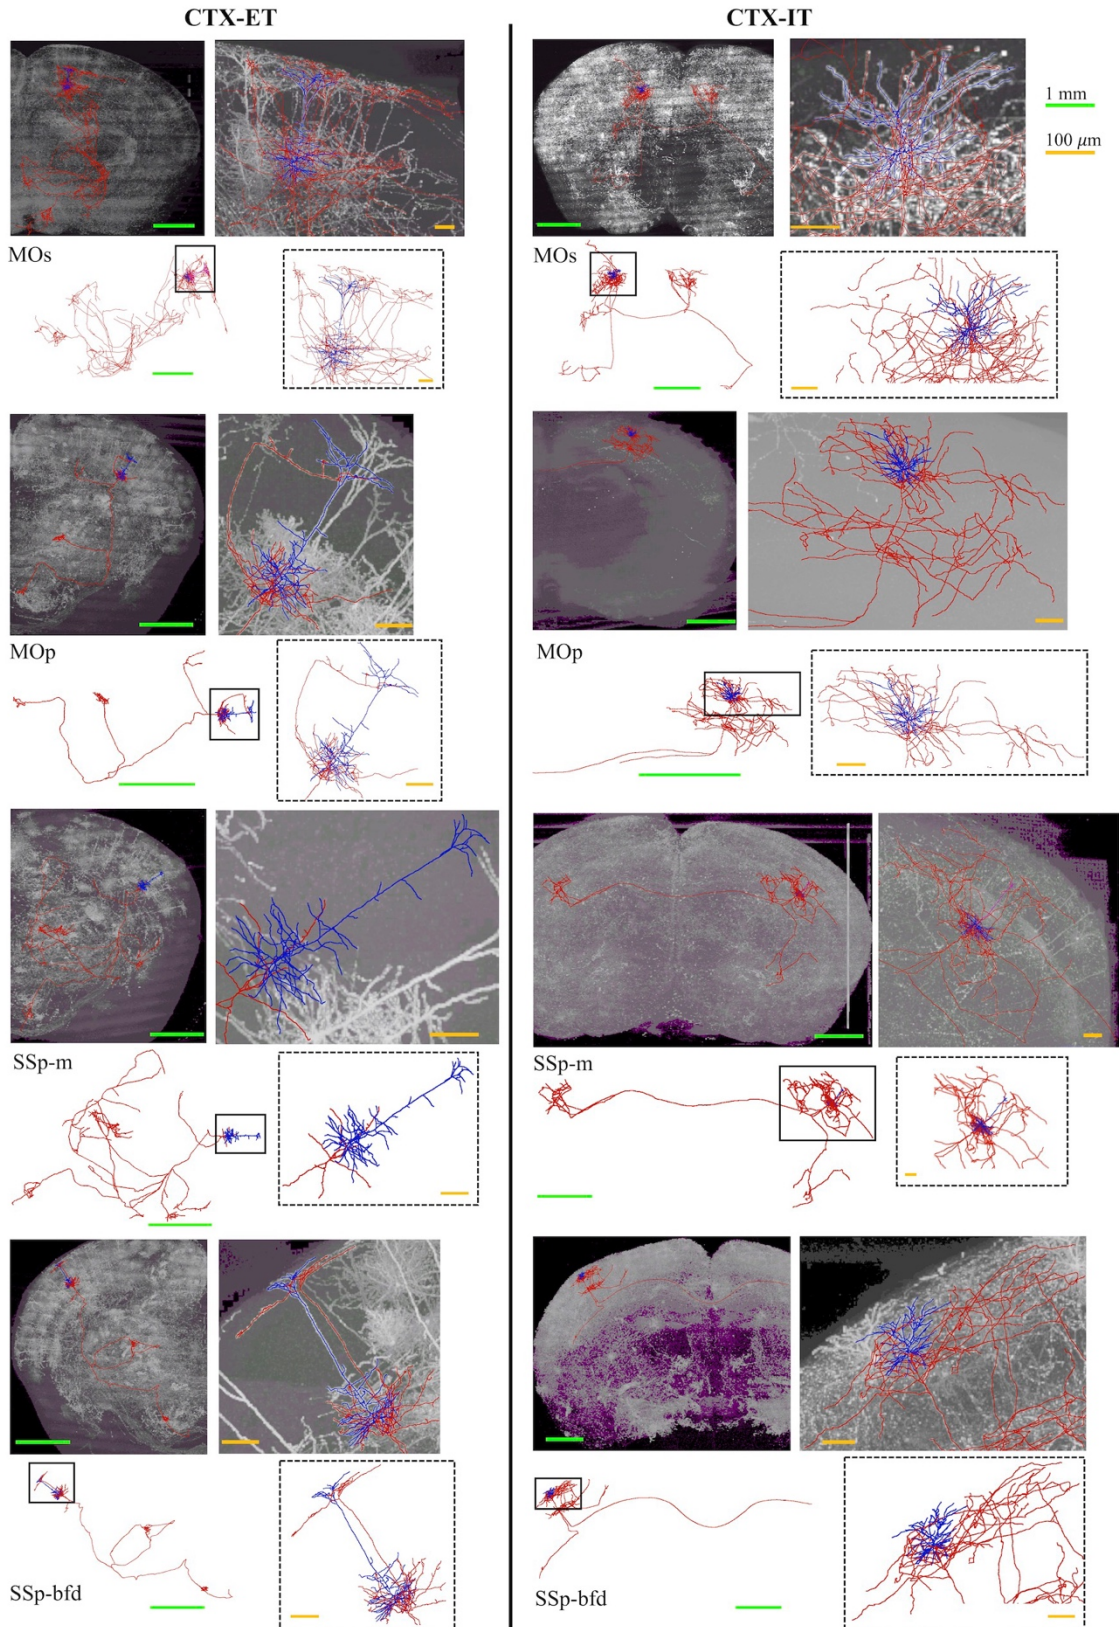 CTX-ET
CTX-IT
1 mm
100 μm
MOs
MOs
MOp
MOp
SSp-m
SSp-m
SSp-bfd
SSp-bfd